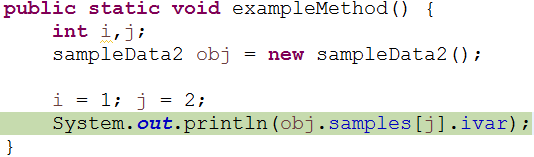 public static void exampleMethod() {
    int i,j;
    sampleData2 obj = new sampleData2();

    i = 1; j = 2;
    System.out.println(obj.samples[j].ivar);
}